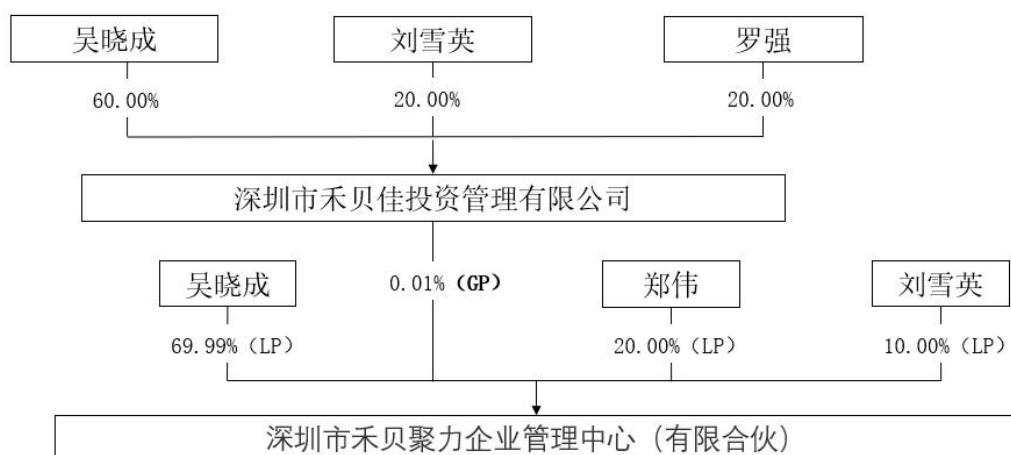 吴晓成 刘雪英 罗强
60.00% 20.00% 20.00%
深圳市禾贝佳投资管理有限公司
吴晓成 0.01%（GP） 郑伟 刘雪英
69.99%（LP） 20.00%（LP） 10.00%（LP）
深圳市禾贝聚力企业管理中心（有限合伙）